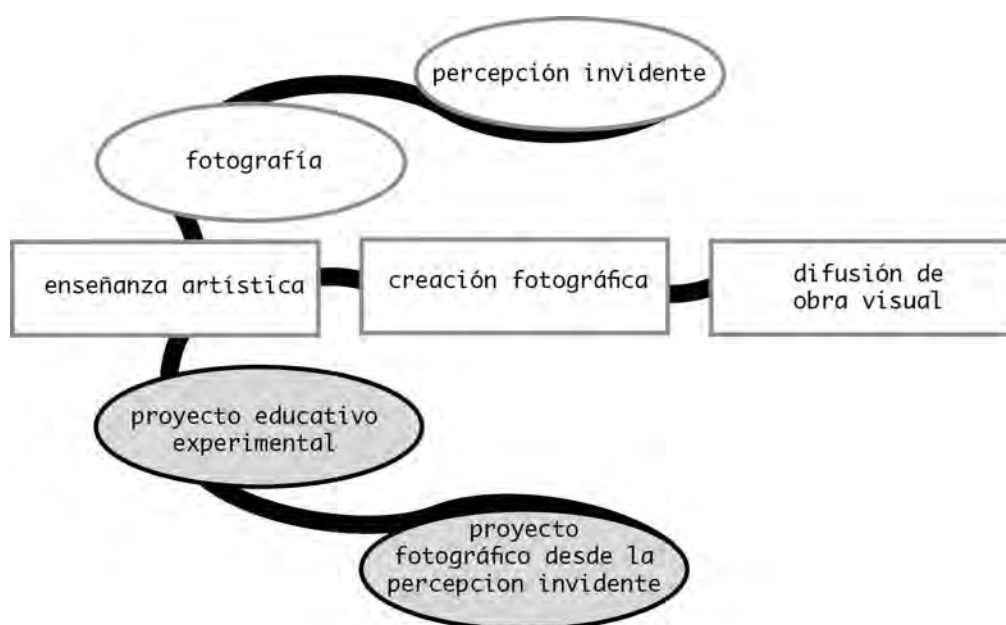 percepción invidente
fotografía
enseñanza artística
creación fotográfica
difusión de
obra visual
proyecto educativo
experimental
proyecto
fotográfico desde la
percepcion invidente